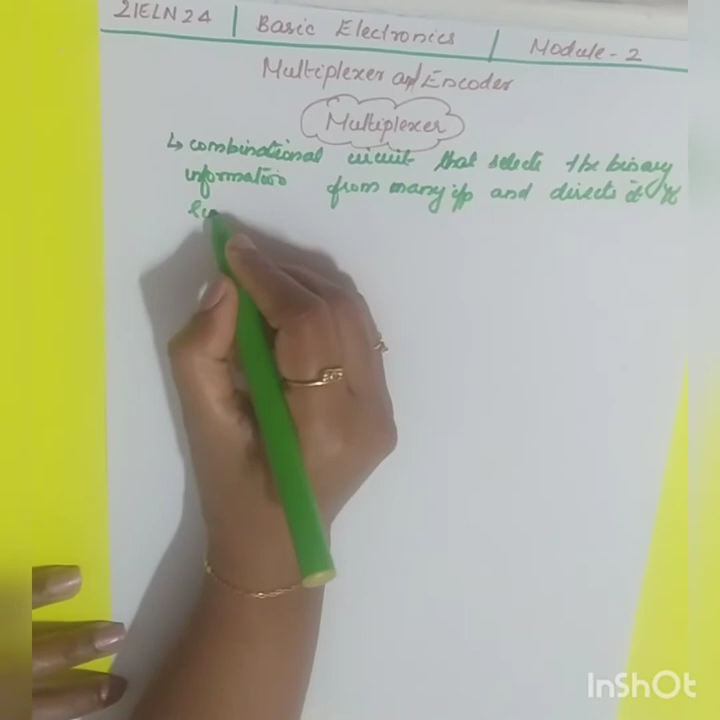 21ELN24 | Basic Electronics | Module - 2
Multiplexer and Encoder
Multiplexer
↳ combinational circuit that selects the binary
information from many i/p and directs it to
InShOt